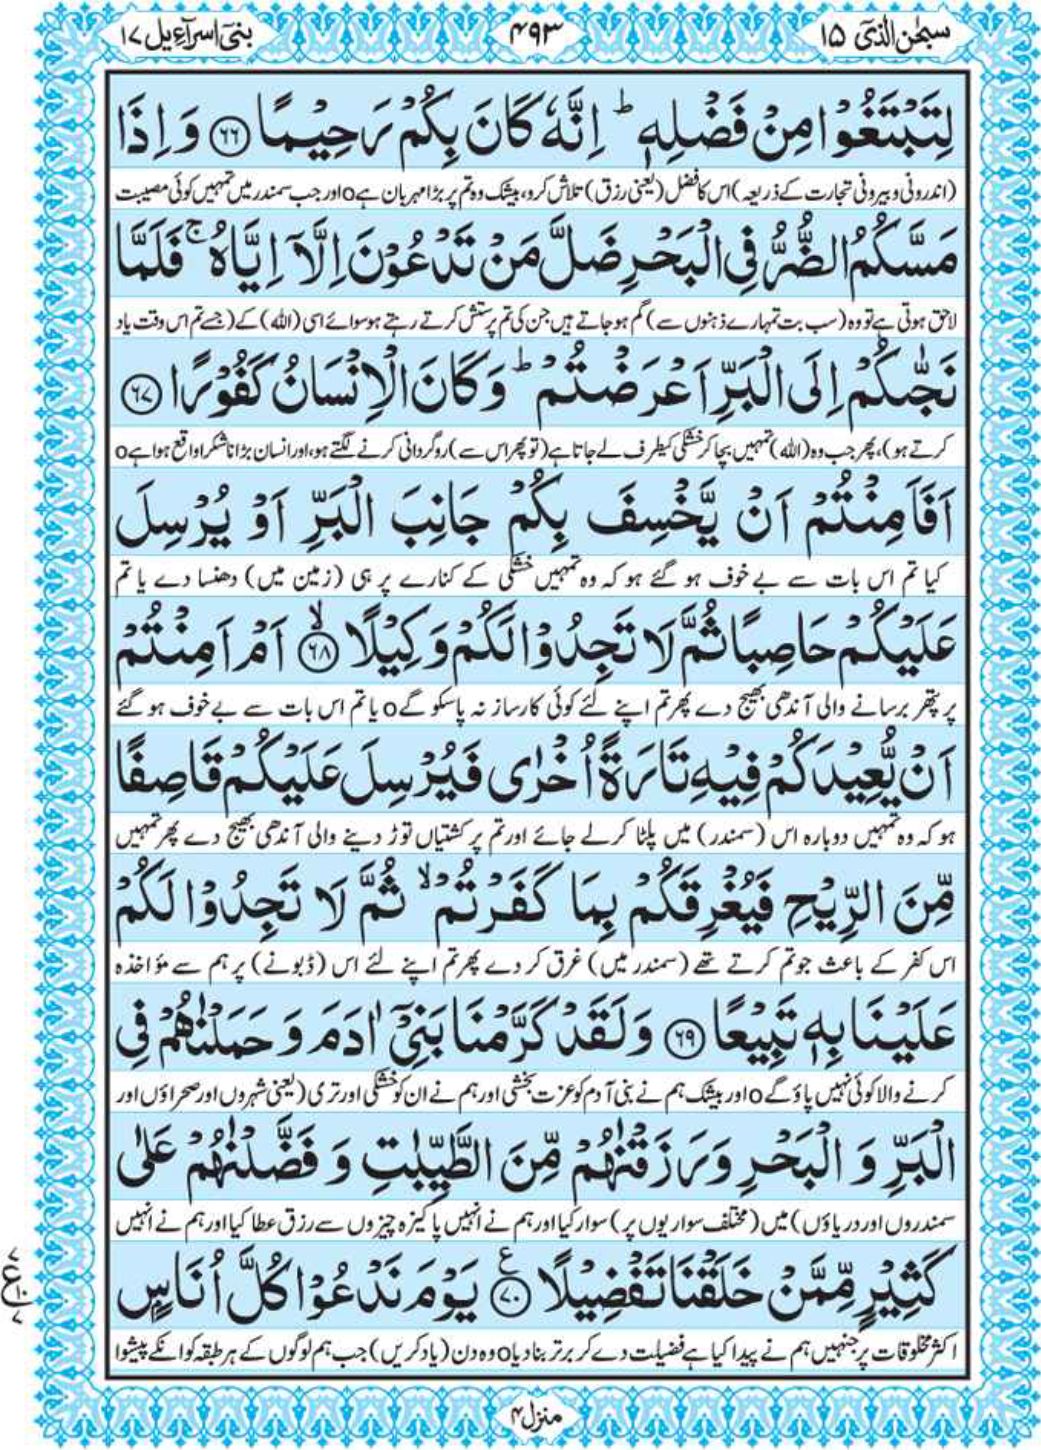 سبحٰن الذیٓ ۱۵
۴۹۳
بنیٓ اسرآءیل ۱۷
لِتَبْتَغُوْا مِنْ فَضْلِهٖ ؕ اِنَّهٗ كَانَ بِكُمْ رَحِیْمًا ﴿۶۶﴾ وَ اِذَا
(اندرونی و بیرونی تجارت کے ذریعہ) اس کا فضل (یعنی رزق) تلاش کرو، بیشک وہ تم پر بڑا مہربان ہے o اور جب سمندر میں تمہیں کوئی مصیبت
مَسَّكُمُ الضُّرُّ فِی الْبَحْرِ ضَلَّ مَنْ تَدْعُوْنَ اِلَّاۤ اِیَّاهُ ۚ فَلَمَّا
لاحق ہوتی ہے تو وہ (سب بت تمہارے ذہنوں سے) گم ہو جاتے ہیں جن کی تم پرستش کرتے رہتے ہو سوائے اسی (اللہ) کے (جسے تم اس وقت یاد
نَجّٰىكُمْ اِلَی الْبَرِّ اَعْرَضْتُمْ ؕ وَ كَانَ الْاِنْسَانُ كَفُوْرًا ﴿۶۷﴾
کرتے ہو)، پھر جب وہ (اللہ) تمہیں بچا کر خشکی کیطرف لے جاتا ہے (تو پھر اس سے) روگردانی کرنے لگتے ہو، اور انسان بڑا ناشکرا واقع ہوا ہے o
اَفَاَمِنْتُمْ اَنْ یَّخْسِفَ بِكُمْ جَانِبَ الْبَرِّ اَوْ یُرْسِلَ
کیا تم اس بات سے بے خوف ہو گئے ہو کہ وہ تمہیں خشکی کے کنارے پر ہی (زمین میں) دھنسا دے یا تم
عَلَیْكُمْ حَاصِبًا ثُمَّ لَا تَجِدُوْا لَكُمْ وَكِیْلًا ﴿۶۸﴾ۙ اَمْ اَمِنْتُمْ
پر پتھر برسانے والی آندھی بھیج دے پھر تم اپنے لئے کوئی کارساز نہ پاسکو گے o یا تم اس بات سے بے خوف ہو گئے
اَنْ یُّعِیْدَكُمْ فِیْهِ تَارَةً اُخْرٰى فَیُرْسِلَ عَلَیْكُمْ قَاصِفًا
ہو کہ وہ تمہیں دوبارہ اس (سمندر) میں پلٹا کر لے جائے اور تم پر کشتیاں توڑ دینے والی آندھی بھیج دے پھر تمہیں
مِّنَ الرِّیْحِ فَیُغْرِقَكُمْ بِمَا كَفَرْتُمْ ۙ ثُمَّ لَا تَجِدُوْا لَكُمْ
اس کفر کے باعث جو تم کرتے تھے (سمندر میں) غرق کر دے پھر تم اپنے لئے اس (ڈبونے) پر ہم سے مؤاخذہ
عَلَیْنَا بِهٖ تَبِیْعًا ﴿۶۹﴾ وَ لَقَدْ كَرَّمْنَا بَنِیْۤ اٰدَمَ وَ حَمَلْنٰهُمْ فِی
کرنے والا کوئی نہیں پاؤ گے o اور بیشک ہم نے بنی آدم کو عزت بخشی اور ہم نے ان کو خشکی اور تری (یعنی شہروں اور صحراؤں اور
الْبَرِّ وَ الْبَحْرِ وَ رَزَقْنٰهُمْ مِّنَ الطَّیِّبٰتِ وَ فَضَّلْنٰهُمْ عَلٰى
سمندروں اور دریاؤں) میں (مختلف سواریوں پر) سوار کیا اور ہم نے انہیں پاکیزہ چیزوں سے رزق عطا کیا اور ہم نے انہیں
كَثِیْرٍ مِّمَّنْ خَلَقْنَا تَفْضِیْلًا ﴿۷۰﴾ ع یَوْمَ نَدْعُوْا كُلَّ اُنَاسٍۭ
۷ ع ۱۰ ۷
اکثر مخلوقات پر جنہیں ہم نے پیدا کیا ہے فضیلت دے کر برتر بنا دیا o وہ دن (یاد کریں) جب ہم لوگوں کے ہر طبقہ کو انکے پیشوا
منزل ۴